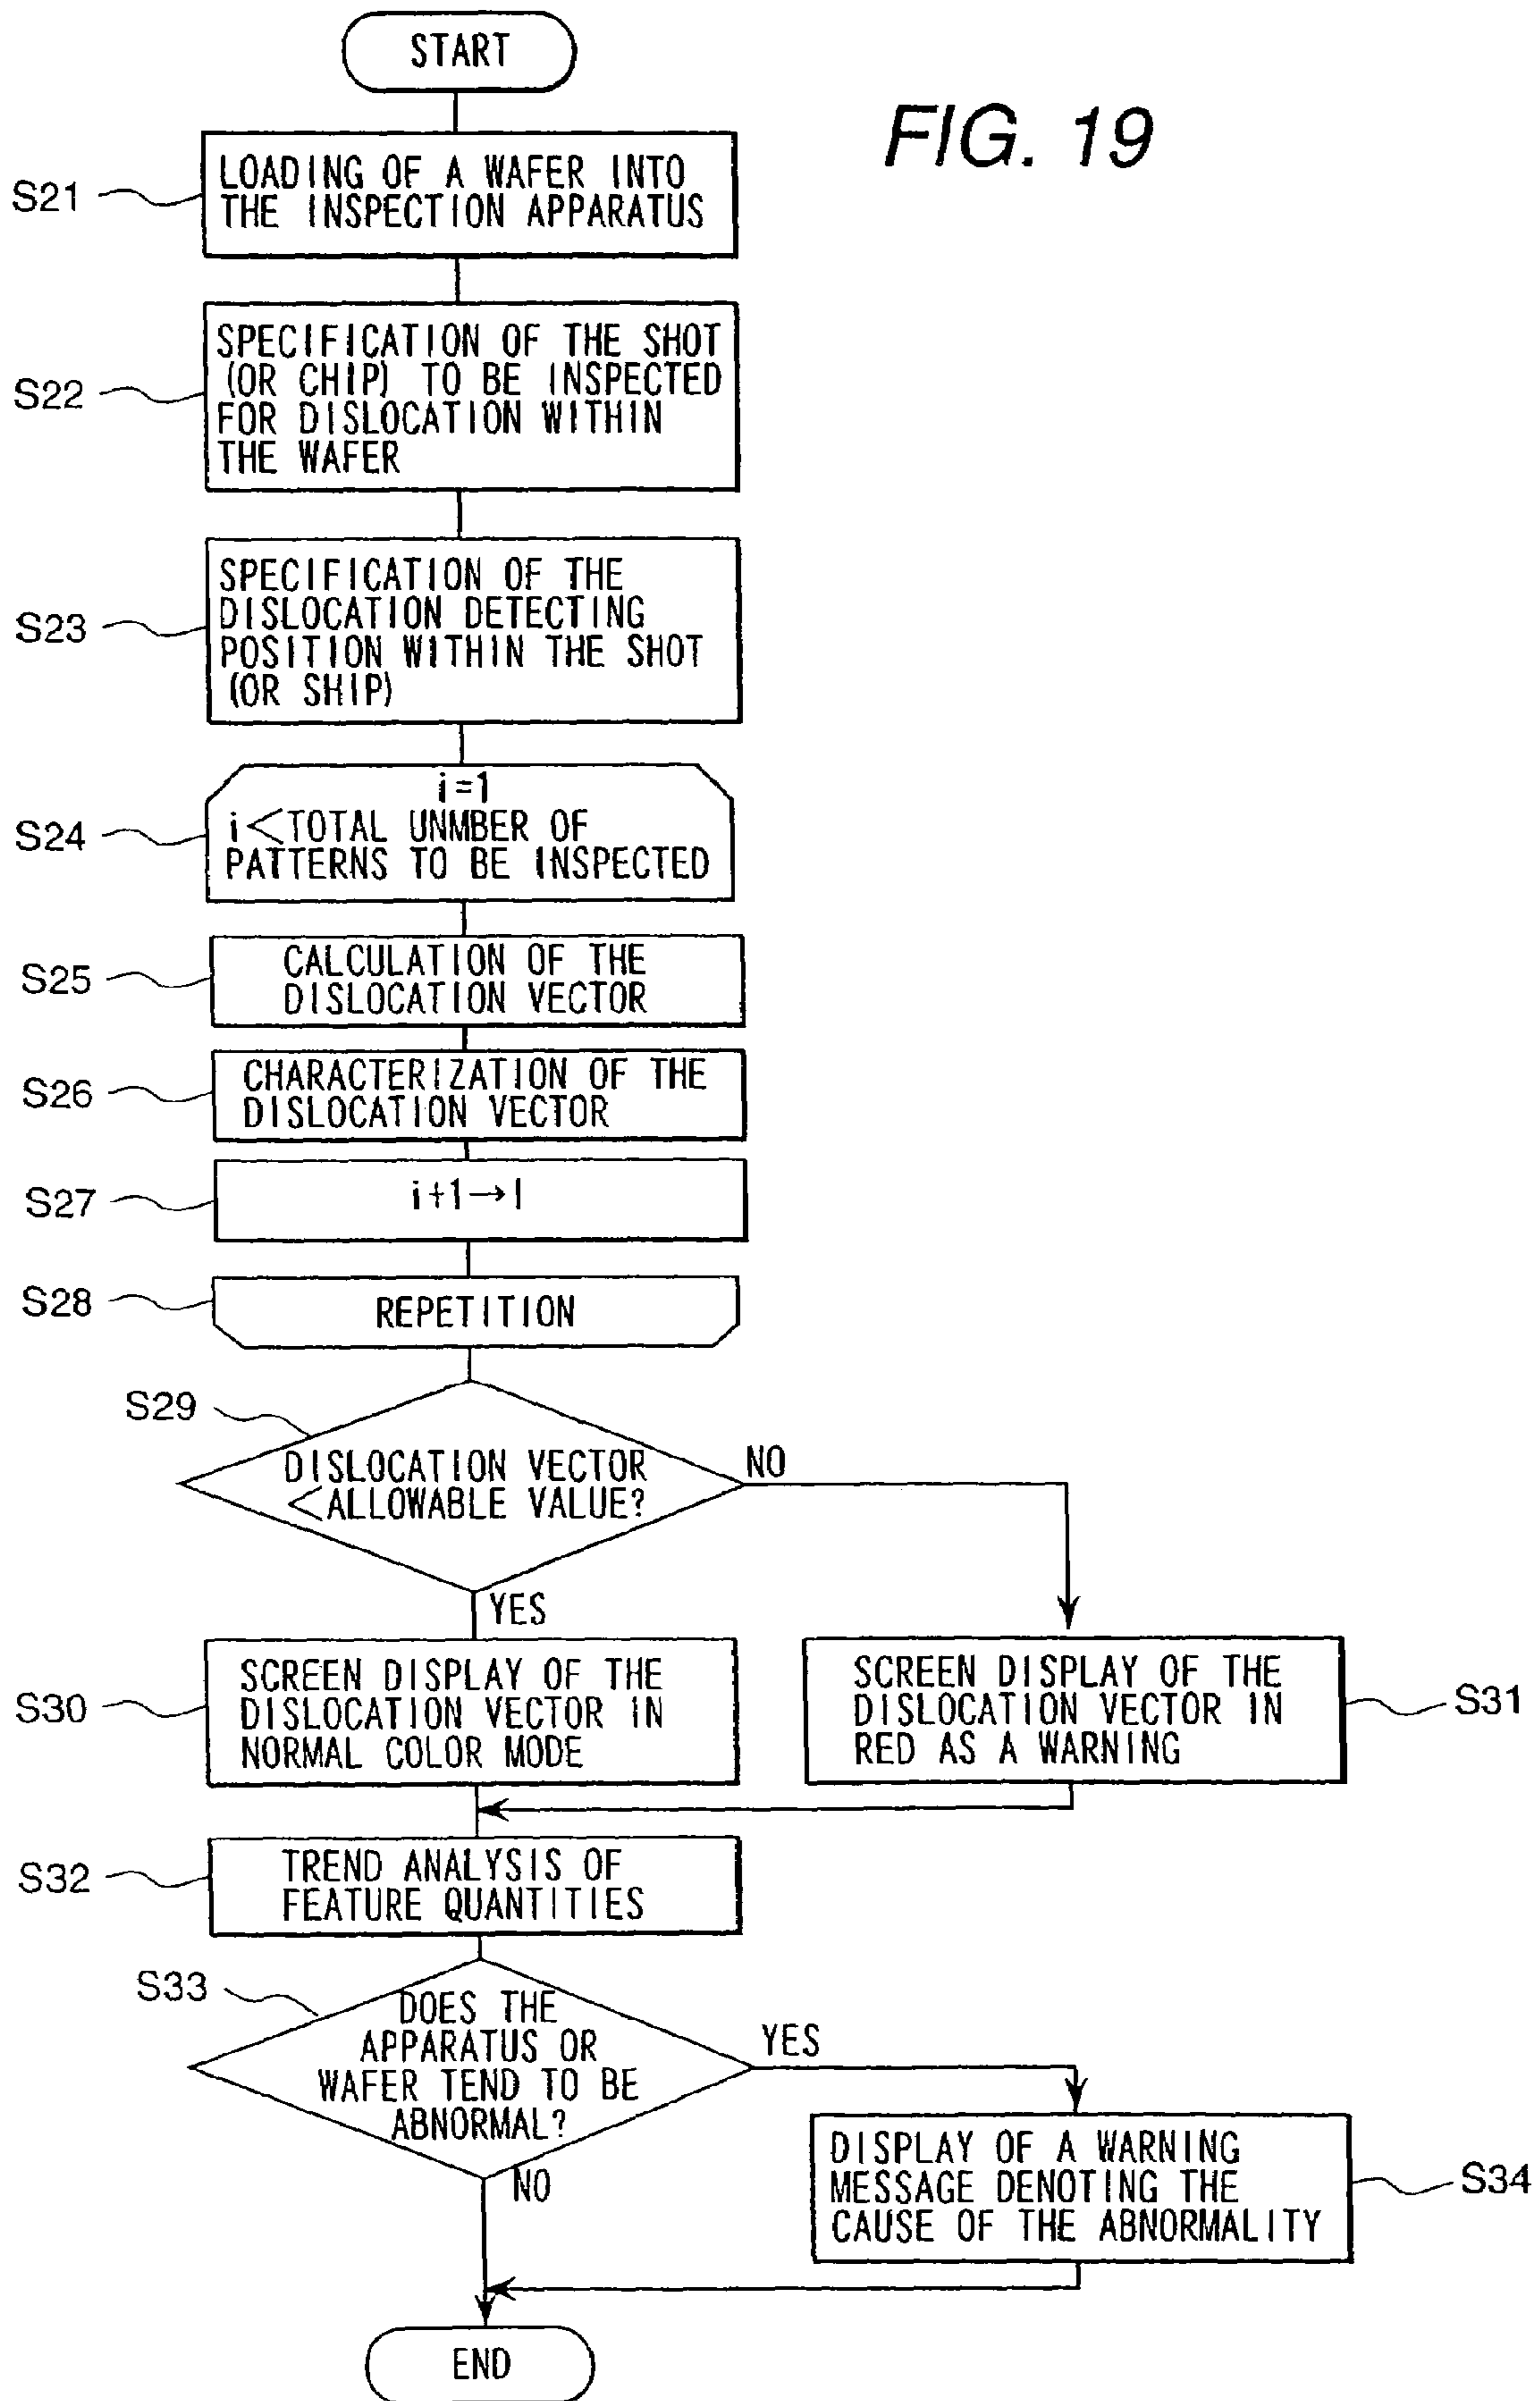 START
FIG. 19
S21
LOADING OF A WAFER INTO
THE INSPECTION APPARATUS
S22
SPECIFICATION OF THE SHOT
(OR CHIP) TO BE INSPECTED
FOR DISLOCATION WITHIN
THE WAFER
S23
SPECIFICATION OF THE
DISLOCATION DETECTING
POSITION WITHIN THE SHOT
(OR SHIP)
S24
i=1
i<TOTAL UNMBER OF
PATTERNS TO BE INSPECTED
S25
CALCULATION OF THE
DISLOCATION VECTOR
S26
CHARACTERIZATION OF THE
DISLOCATION VECTOR
S27
i+1→I
S28
REPETITION
S29
DISLOCATION VECTOR
<ALLOWABLE VALUE?
NO
YES
S30
SCREEN DISPLAY OF THE
DISLOCATION VECTOR IN
NORMAL COLOR MODE
SCREEN DISPLAY OF THE
DISLOCATION VECTOR IN
RED AS A WARNING
S31
S32
TREND ANALYSIS OF
FEATURE QUANTITIES
S33
DOES THE
APPARATUS OR
WAFER TEND TO BE
ABNORMAL?
YES
NO
DISPLAY OF A WARNING
MESSAGE DENOTING THE
CAUSE OF THE ABNORMALITY
S34
END